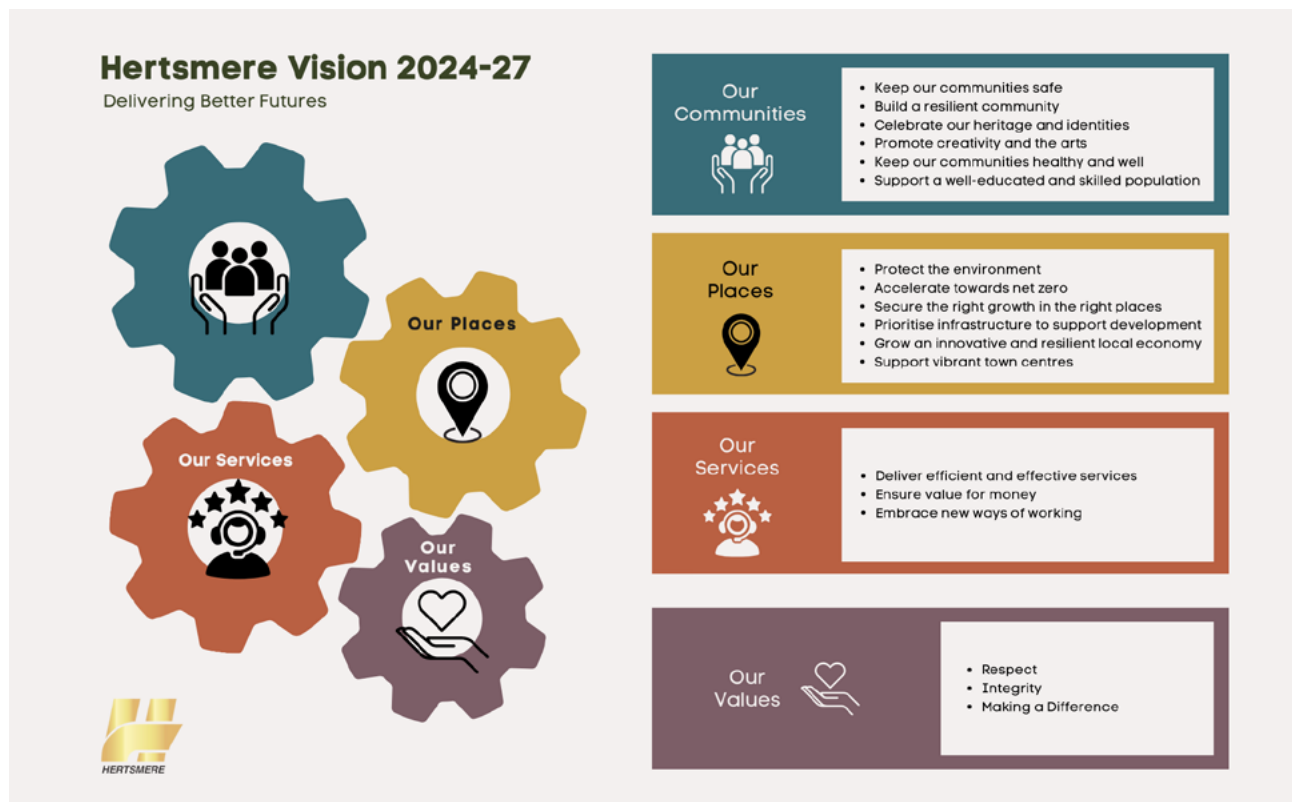 Hertsmere Vision 2024-27
Delivering Better Futures
Our Places
Our Services
Our
Values
HERTSMERE
Our
Communities
• Keep our communities safe
• Build a resilient community
• Celebrate our heritage and identities
• Promote creativity and the arts
• Keep our communities healthy and well
• Support a well-educated and skilled population
Our
Places
• Protect the environment
• Accelerate towards net zero
• Secure the right growth in the right places
• Prioritise infrastructure to support development
• Grow an innovative and resilient local economy
• Support vibrant town centres
Our
Services
• Deliver efficient and effective services
• Ensure value for money
• Embrace new ways of working
Our
Values
• Respect
• Integrity
• Making a Difference